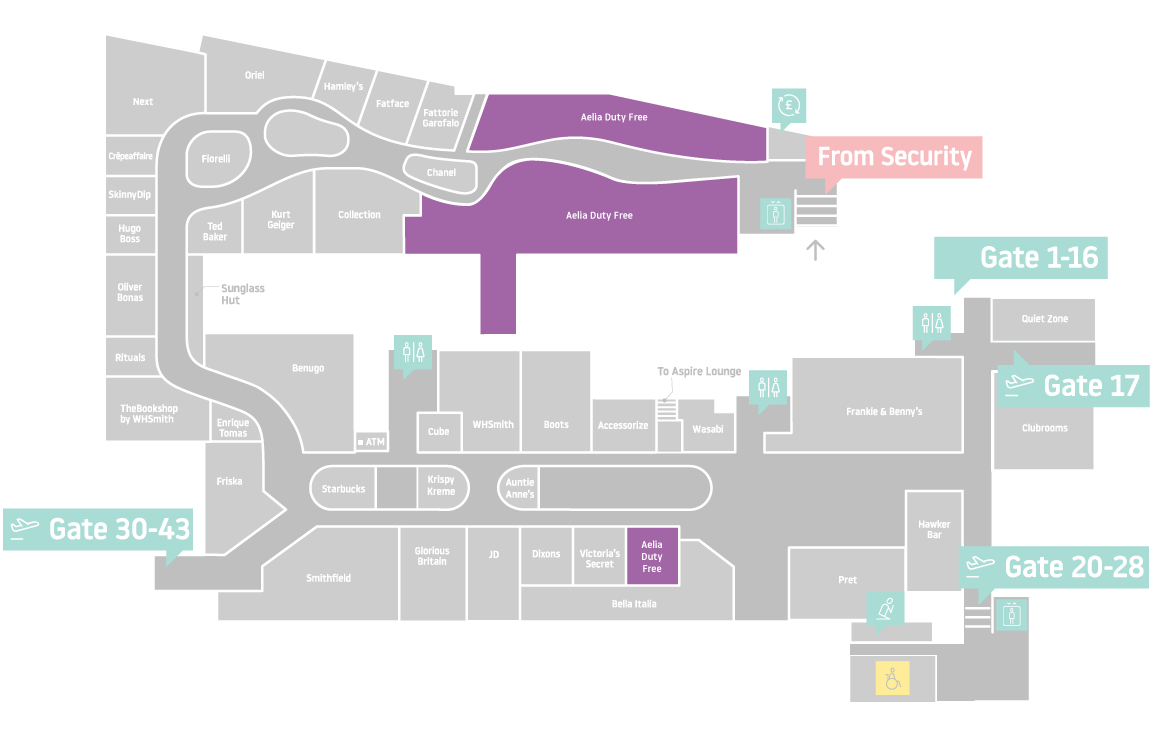 Oriel
Next
Hamley's
Fatface
Fattorie
Garofalo
Aelia Duty Free
£
From Security
Crêpeaffaire
Fiorelli
Chanel
SkinnyDip
Hugo
Boss
Ted
Baker
Kurt
Geiger
Collection
Aelia Duty Free
Gate 1-16
Oliver
Bonas
Sunglass
Hut
Quiet Zone
Rituals
Benugo
To Aspire Lounge
Gate 17
TheBookshop
by WHSmith
Enrique
Tomas
ATM
Cube
WHSmith
Boots
Accessorize
Wasabi
Frankie & Benny's
Clubrooms
Friska
Starbucks
Krispy
Kreme
Auntie
Anne's
Gate 30-43
Hawker
Bar
Smithfield
Glorious
Britain
JD
Dixons
Victoria's
Secret
Aelia
Duty
Free
Gate 20-28
Pret
Bella Italia